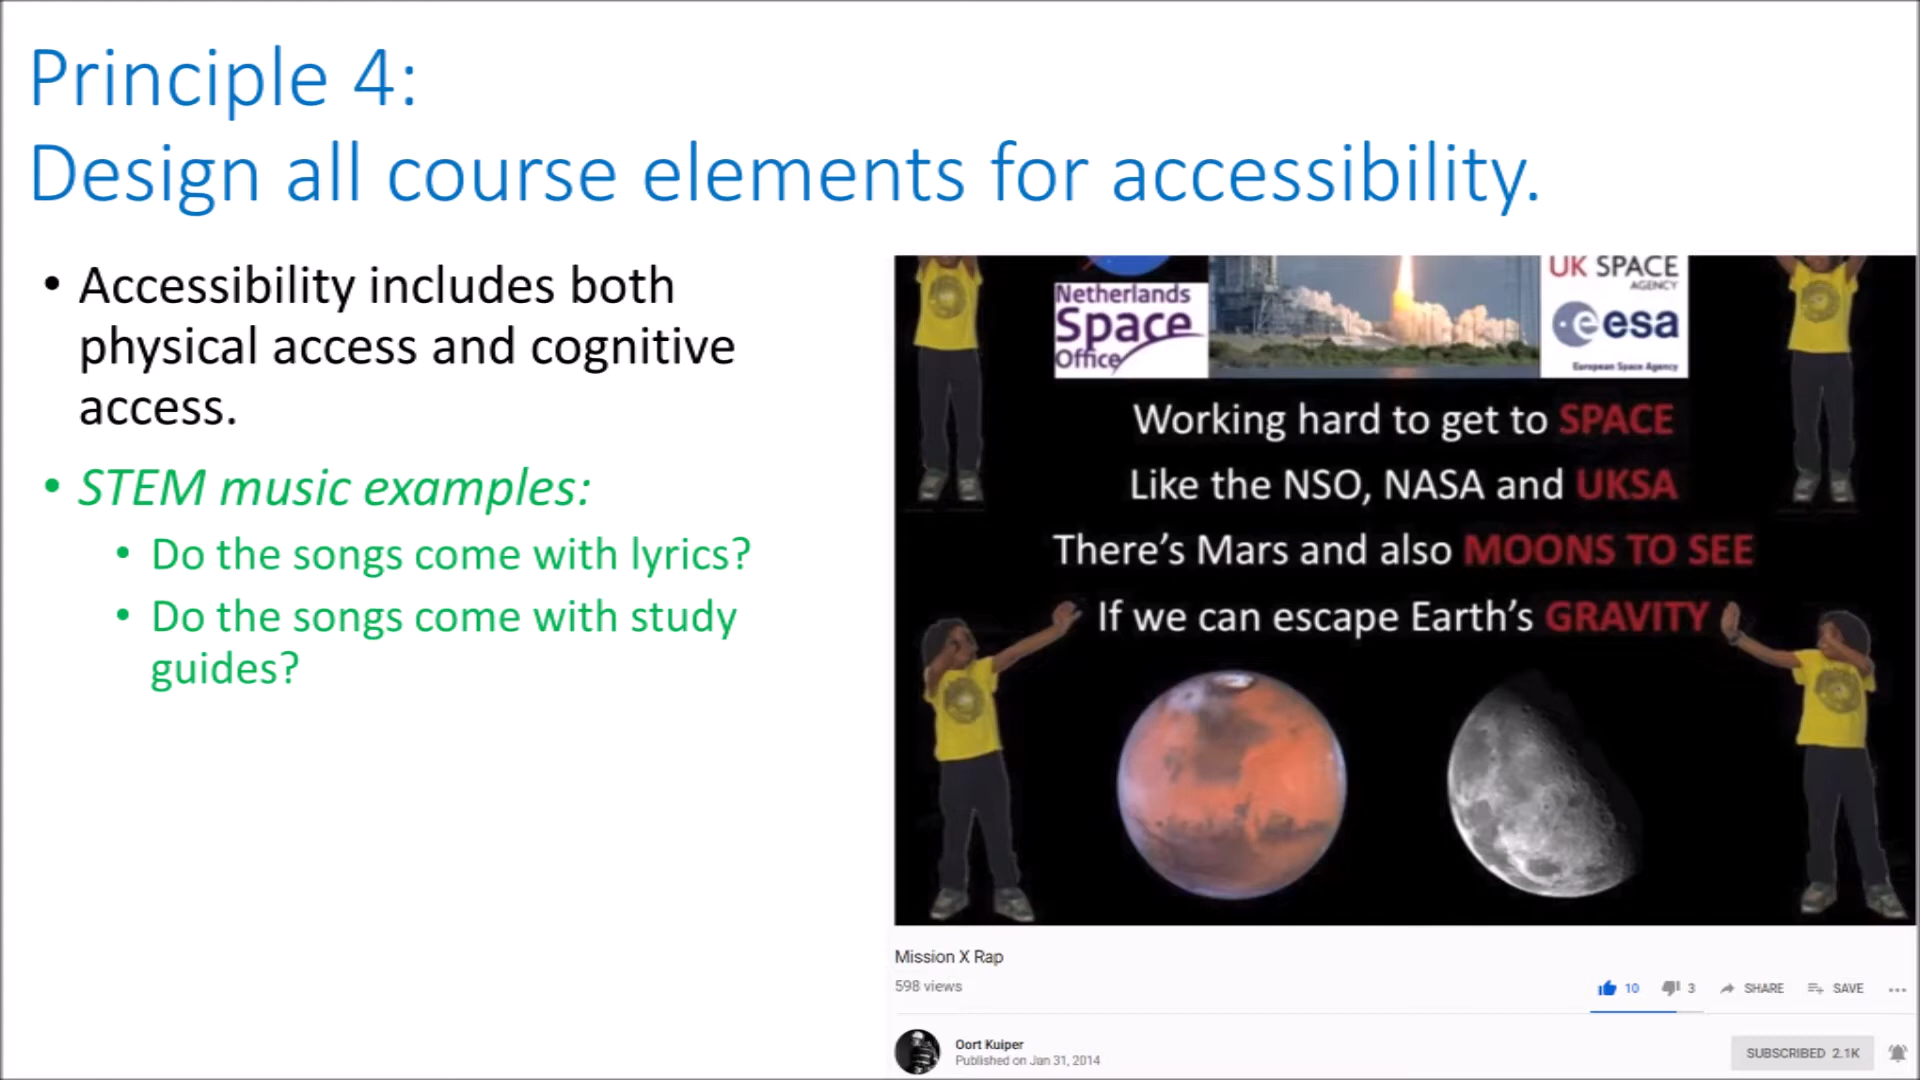 Principle 4:
Design all course elements for accessibility.
• Accessibility includes both
physical access and cognitive
access.
• STEM music examples:
• Do the songs come with lyrics?
• Do the songs come with study
guides?
Netherlands
Space
Office
UK SPACE
AGENCY
esa
European Space Agency
Working hard to get to SPACE
Like the NSO, NASA and UKSA
There's Mars and also MOONS TO SEE
If we can escape Earth's GRAVITY
Mission X Rap
598 views
10 3 SHARE SAVE
Oort Kuiper
Published on Jan 31, 2014
SUBSCRIBED 2.1K